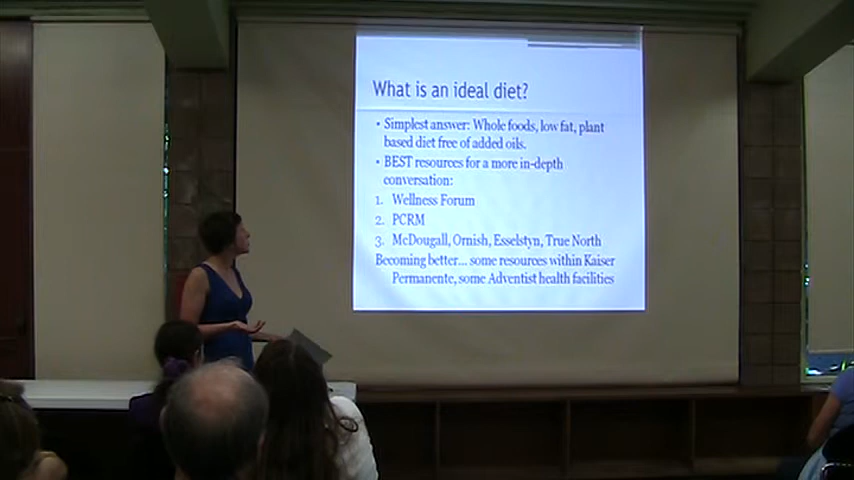 What is an ideal diet?
• Simplest answer: Whole foods, low fat, plant
based diet free of added oils.
• BEST resources for a more in-depth
conversation:
1. Wellness Forum
2. PCRM
3. McDougall, Ornish, Esselstyn, True North
Becoming better... some resources within Kaiser
Permanente, some Adventist health facilities